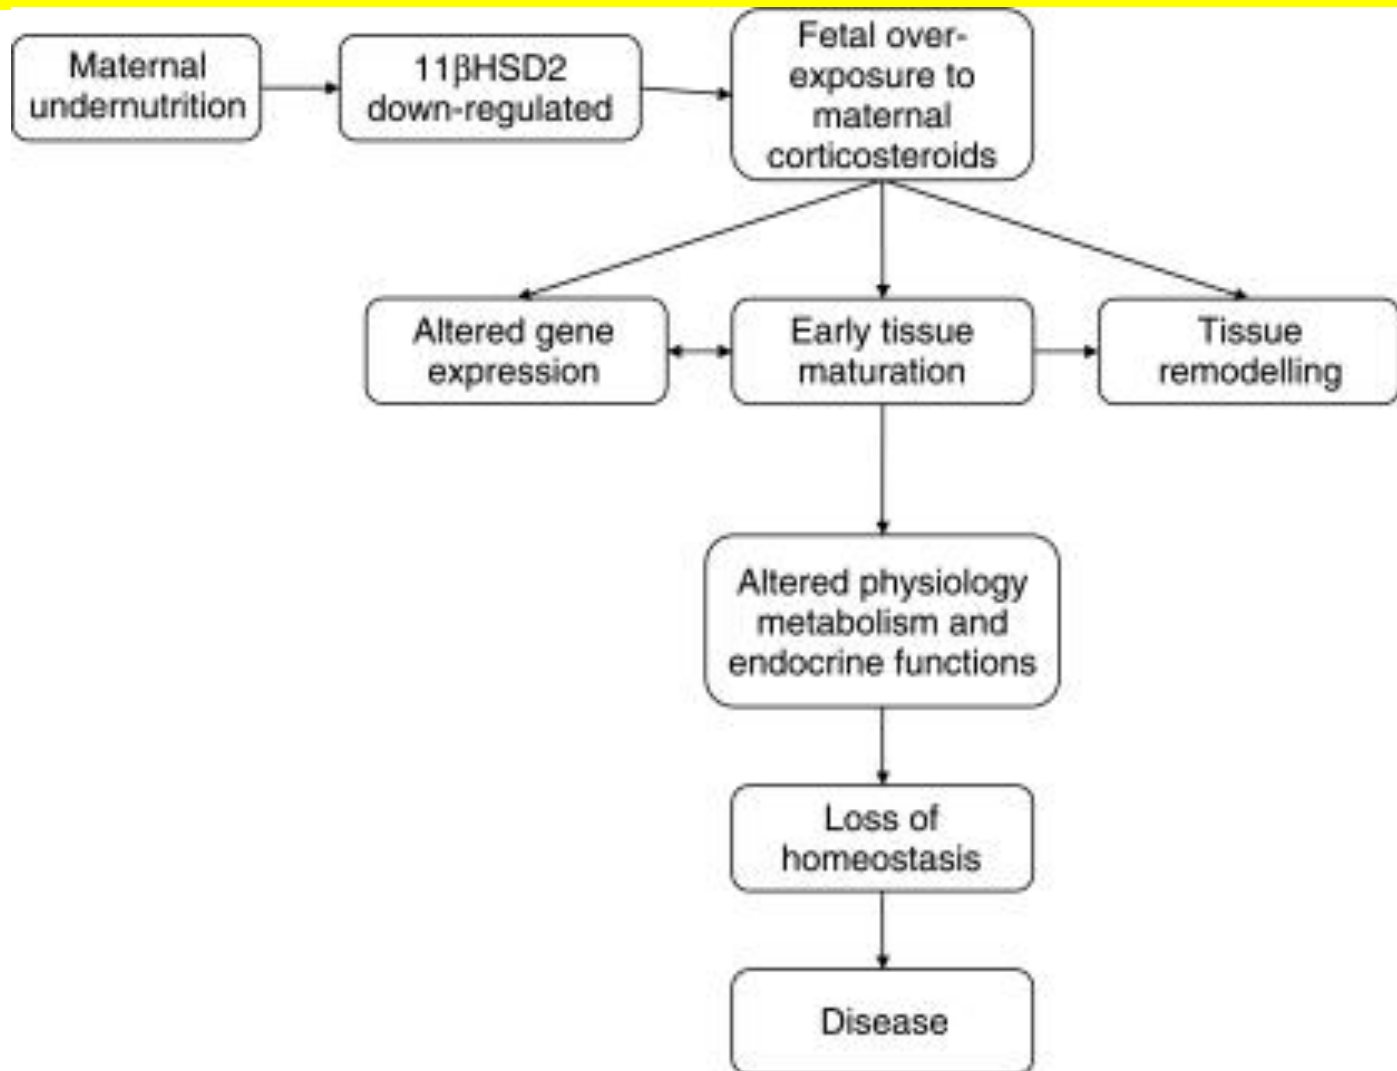 Maternal
undernutrition
11βHSD2
down-regulated
Fetal over-
exposure to
maternal
corticosteroids
Altered gene
expression
Early tissue
maturation
Tissue
remodelling
Altered physiology
metabolism and
endocrine functions
Loss of
homeostasis
Disease